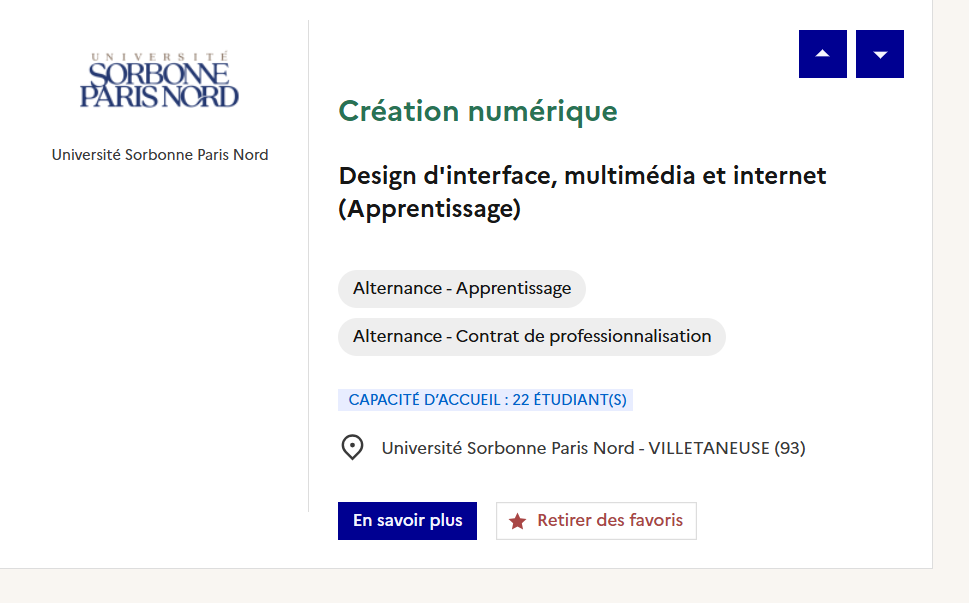 UNIVERSITÉ
SORBONNE
PARIS NORD
Université Sorbonne Paris Nord
Création numérique
Design d'interface, multimédia et internet
(Apprentissage)
Alternance - Apprentissage
Alternance - Contrat de professionnalisation
CAPACITÉ D’ACCUEIL : 22 ÉTUDIANT(S)
Université Sorbonne Paris Nord - VILLETANEUSE (93)
En savoir plus
Retirer des favoris